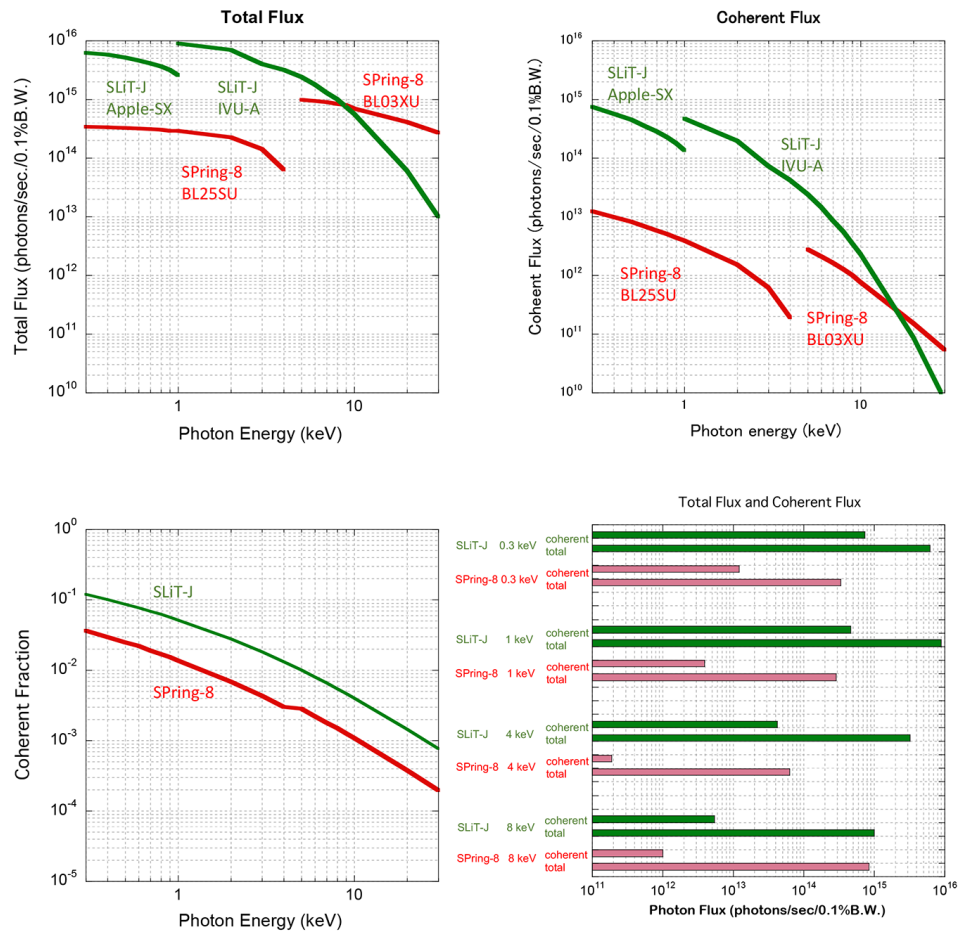 Total Flux
10^16
10^15
10^14
10^13
10^12
10^11
10^10
Total Flux (photons/sec./0.1%B.W.)
SLiT-J
Apple-SX
SLiT-J
IVU-A
SPring-8
BL03XU
SPring-8
BL25SU
1
10
Photon Energy (keV)
Coherent Flux
10^16
10^15
10^14
10^13
10^12
10^11
10^10
Coheent Flux (photons/sec/0.1%B.W.)
SLiT-J
Apple-SX
SLiT-J
IVU-A
SPring-8
BL25SU
SPring-8
BL03XU
1
10
Photon energy (keV)
10^0
10^-1
10^-2
10^-3
10^-4
10^-5
Coherent Fraction
SLiT-J
SPring-8
1
10
Photon Energy (keV)
Total Flux and Coherent Flux
SLiT-J 0.3 keV coherent
total
SPring-8 0.3 keV coherent
total
SLiT-J 1 keV coherent
total
SPring-8 1 keV coherent
total
SLiT-J 4 keV coherent
total
SPring-8 4 keV coherent
total
SLiT-J 8 keV coherent
total
SPring-8 8 keV coherent
total
10^11 10^12 10^13 10^14 10^15 10^16
Photon Flux (photons/sec/0.1%B.W.)